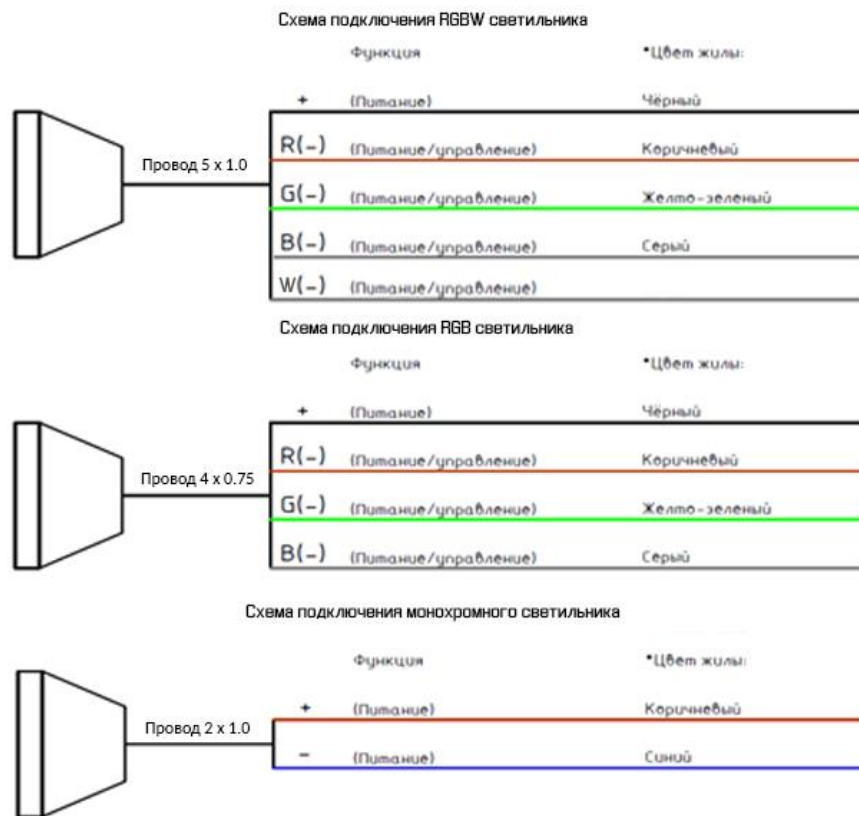 Схема подключения RGBW светильника
Функция *Цвет жилы:
+ (Питание) Чёрный
R(-) (Питание/управление) Коричневый
Провод 5 x 1.0
G(-) (Питание/управление) Желто-зеленый
B(-) (Питание/управление) Серый
W(-) (Питание/управление)
Схема подключения RGB светильника
Функция *Цвет жилы:
+ (Питание) Чёрный
R(-) (Питание/управление) Коричневый
Провод 4 x 0.75
G(-) (Питание/управление) Желто-зеленый
B(-) (Питание/управление) Серый
Схема подключения монохромного светильника
Функция *Цвет жилы:
+ (Питание) Коричневый
Провод 2 x 1.0
- (Питание) Синий